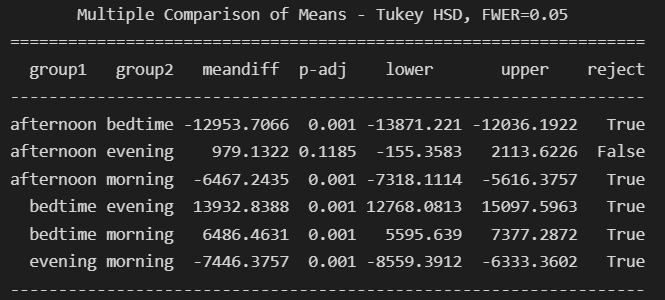 Multiple Comparison of Means - Tukey HSD, FWER=0.05
==================================================================
group1 group2 meandiff p-adj lower upper reject
------------------------------------------------------------------
afternoon bedtime -12953.7066 0.001 -13871.221 -12036.1922 True
afternoon evening 979.1322 0.1185 -155.3583 2113.6226 False
afternoon morning -6467.2435 0.001 -7318.1114 -5616.3757 True
bedtime evening 13932.8388 0.001 12768.0813 15097.5963 True
bedtime morning 6486.4631 0.001 5595.639 7377.2872 True
evening morning -7446.3757 0.001 -8559.3912 -6333.3602 True
------------------------------------------------------------------